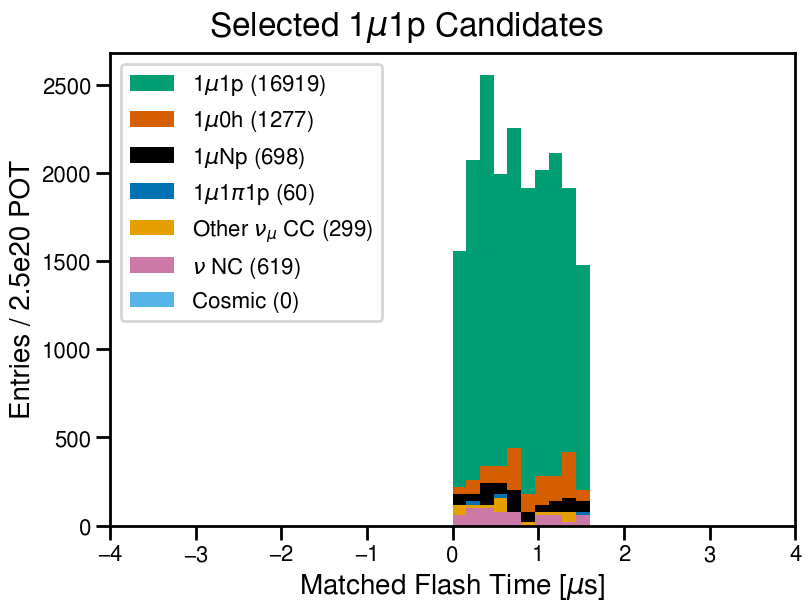 Selected 1μ1p Candidates
1μ1p (16919)
1μ0h (1277)
1μNp (698)
1μ1π1p (60)
Other νμ CC (299)
ν NC (619)
Cosmic (0)
Entries / 2.5e20 POT
2500
2000
1500
1000
500
0
−4 −3 −2 −1 0 1 2 3 4
Matched Flash Time [μs]